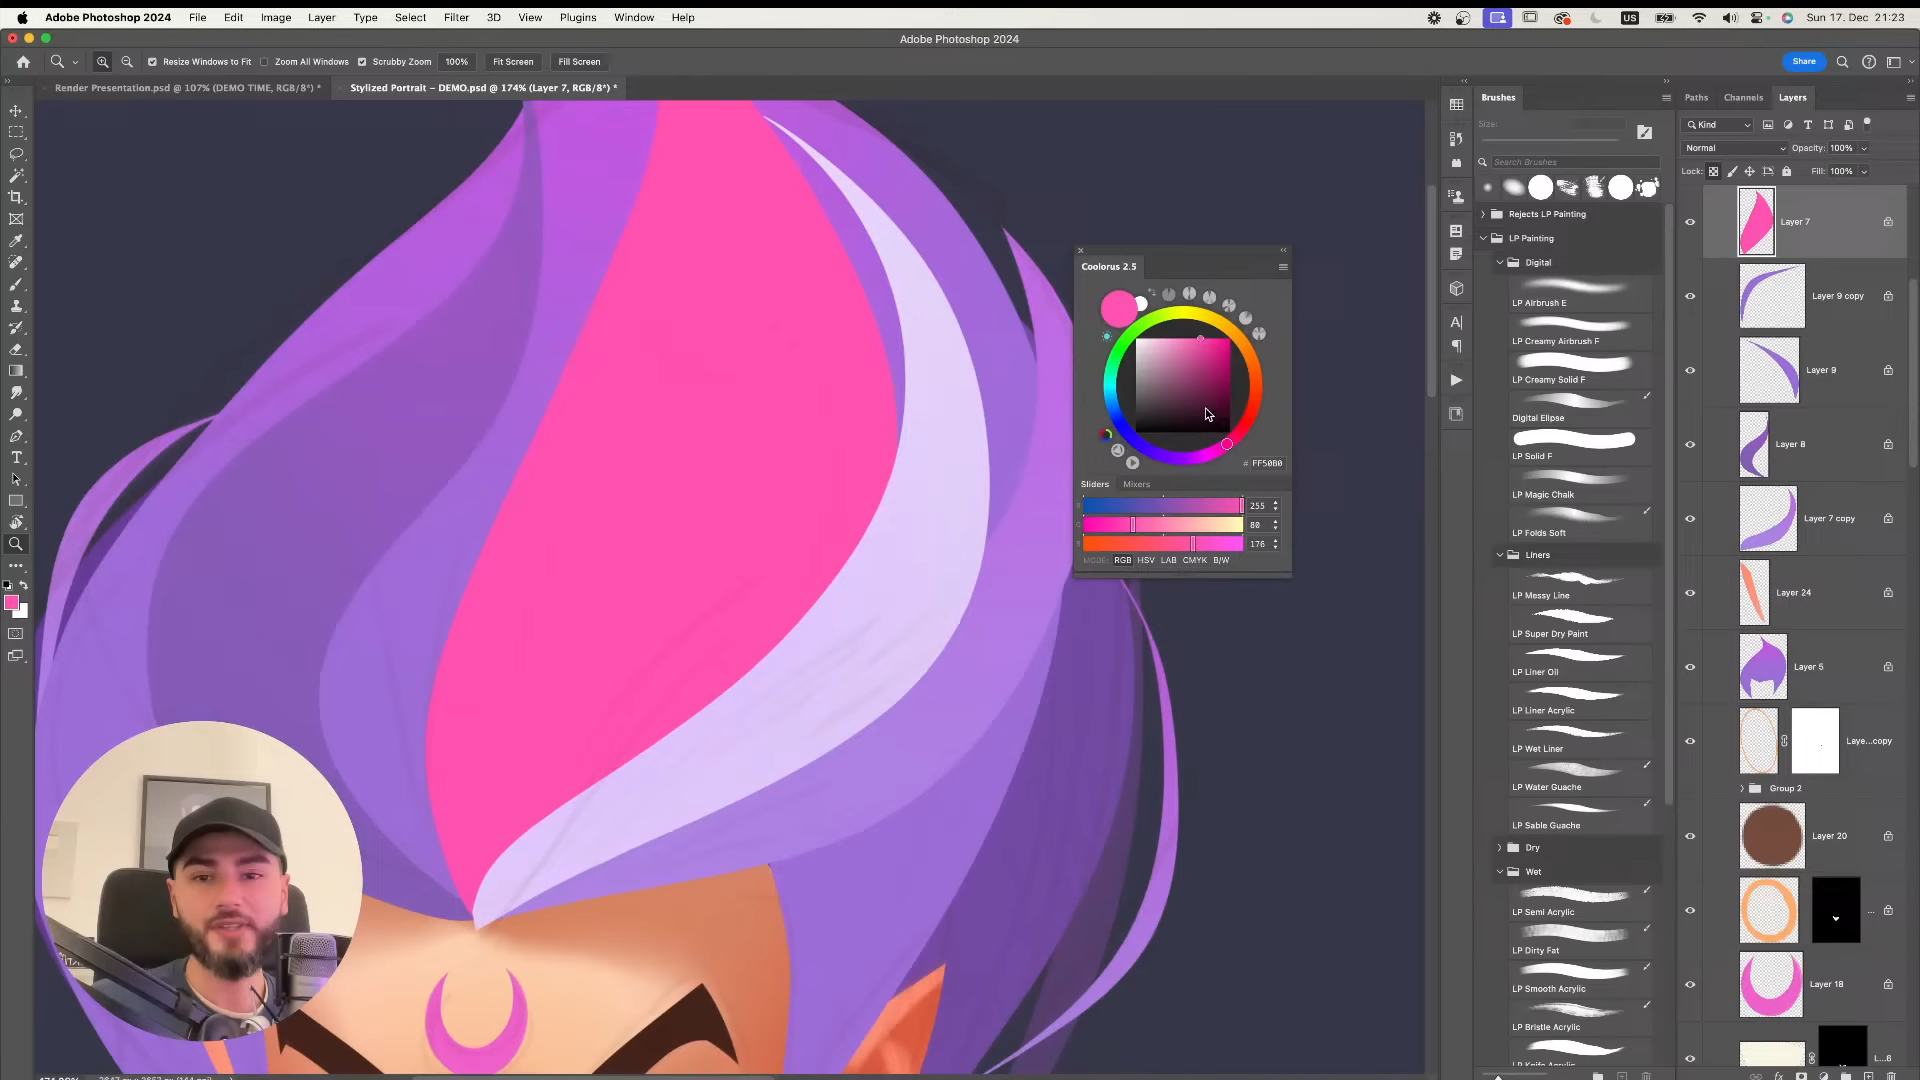 Adobe Photoshop 2024 File Edit Image Layer Type Select Filter 3D View Plugins Window Help US Sun 17. Dec 21:23
Adobe Photoshop 2024
Resize Windows to Fit Zoom All Windows Scrubby Zoom 100% Fit Screen Fill Screen Share
Render Presentation.psd @ 107% (DEMO TIME, RGB/8*) * Stylized Portrait – DEMO.psd @ 174% (Layer 7, RGB/8*) *
Coolorus 2.5
# FF50B0
Sliders Mixers
255
80
176
MODE: RGB HSV LAB CMYK B/W
Brushes
Size:
Search Brushes
Rejects LP Painting
LP Painting
Digital
LP Airbrush E
LP Creamy Airbrush F
LP Creamy Solid F
Digital Elipse
LP Solid F
LP Magic Chalk
LP Folds Soft
Liners
LP Messy Line
LP Super Dry Paint
LP Liner Oil
LP Liner Acrylic
LP Wet Liner
LP Water Guache
LP Sable Guache
Dry
Wet
LP Semi Acrylic
LP Dirty Fat
LP Smooth Acrylic
LP Bristle Acrylic
Paths Channels Layers
Kind
Normal Opacity: 100%
Lock: Fill: 100%
Layer 7
Layer 9 copy
Layer 9
Layer 8
Layer 7 copy
Layer 24
Layer 5
Laye...copy
Group 2
Layer 20
...
Layer 18
L...6